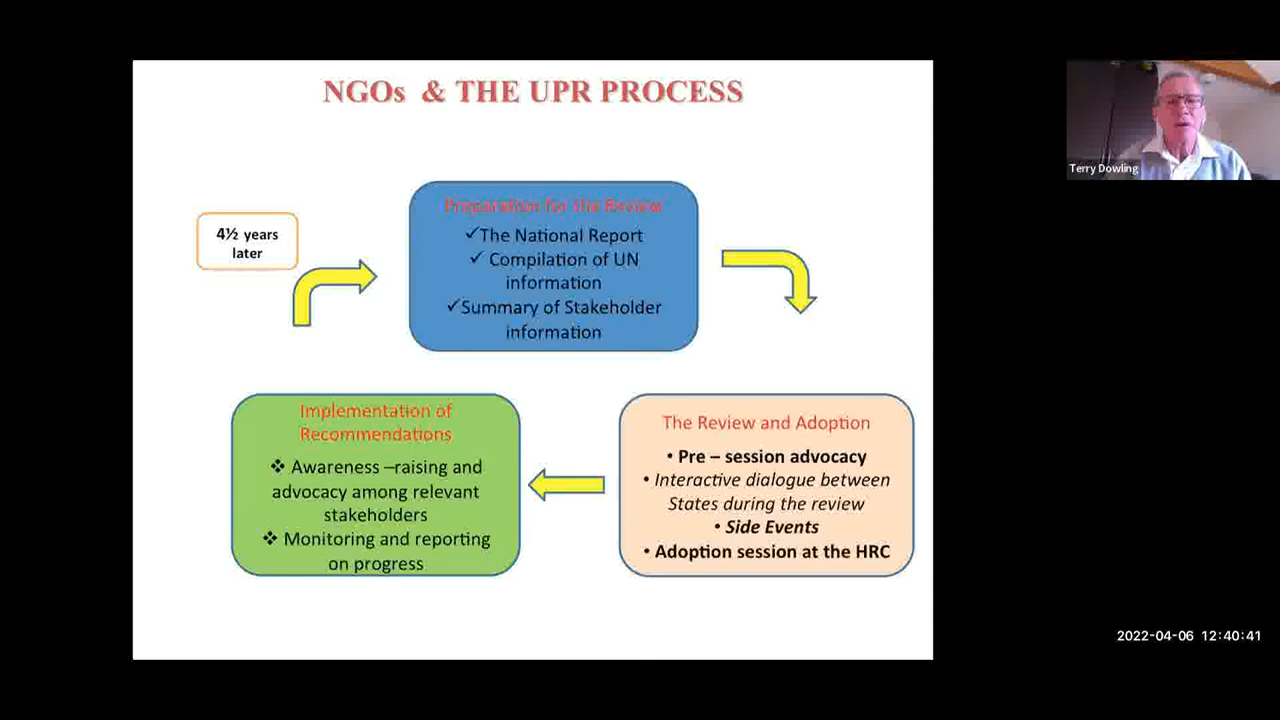 NGOs & THE UPR PROCESS
Terry Dowling
4½ years
later
Preparation for the Review
✓The National Report
✓ Compilation of UN
information
✓Summary of Stakeholder
information
The Review and Adoption
• Pre – session advocacy
• Interactive dialogue between
States during the review
• Side Events
• Adoption session at the HRC
Implementation of
Recommendations
❖ Awareness –raising and
advocacy among relevant
stakeholders
❖ Monitoring and reporting
on progress
2022-04-06 12:40:41